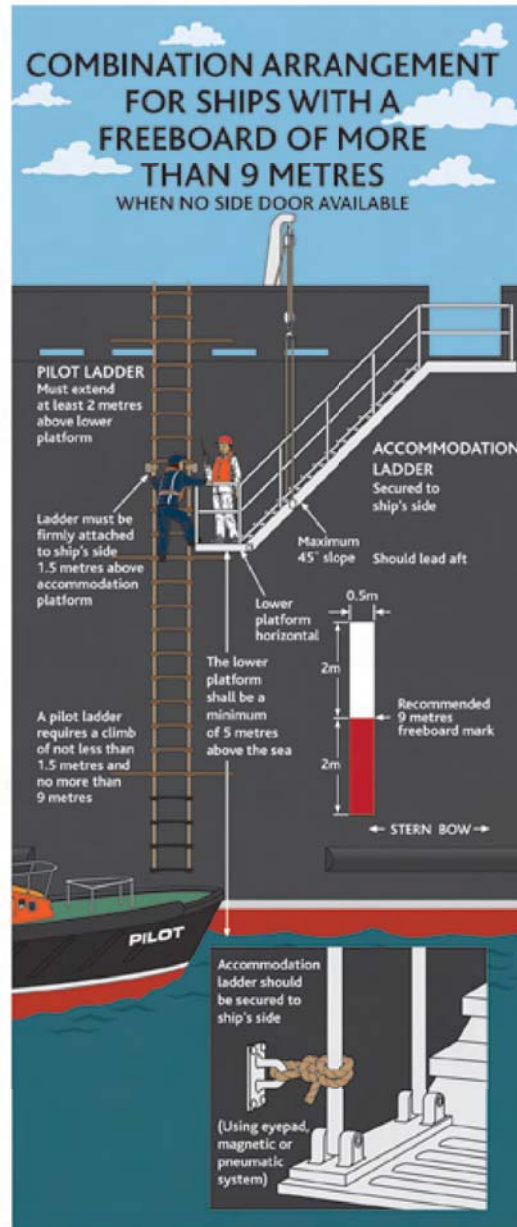 COMBINATION ARRANGEMENT
FOR SHIPS WITH A
FREEBOARD OF MORE
THAN 9 METRES
WHEN NO SIDE DOOR AVAILABLE
PILOT LADDER
Must extend
at least 2 metres
above lower
platform
Ladder must be
firmly attached
to ship's side
1.5 metres above
accommodation
platform
A pilot ladder
requires a climb
of not less than
1.5 metres and
no more than
9 metres
ACCOMMODATION
LADDER
Secured to
ship's side
Maximum
45° slope
Should lead aft
Lower
platform
horizontal
The lower
platform
shall be a
minimum
of 5 metres
above the sea
0.5m
2m
Recommended
9 metres
freeboard mark
2m
STERN BOW
PILOT
Accommodation
ladder should
be secured to
ship's side
(Using eyepad,
magnetic or
pneumatic
system)